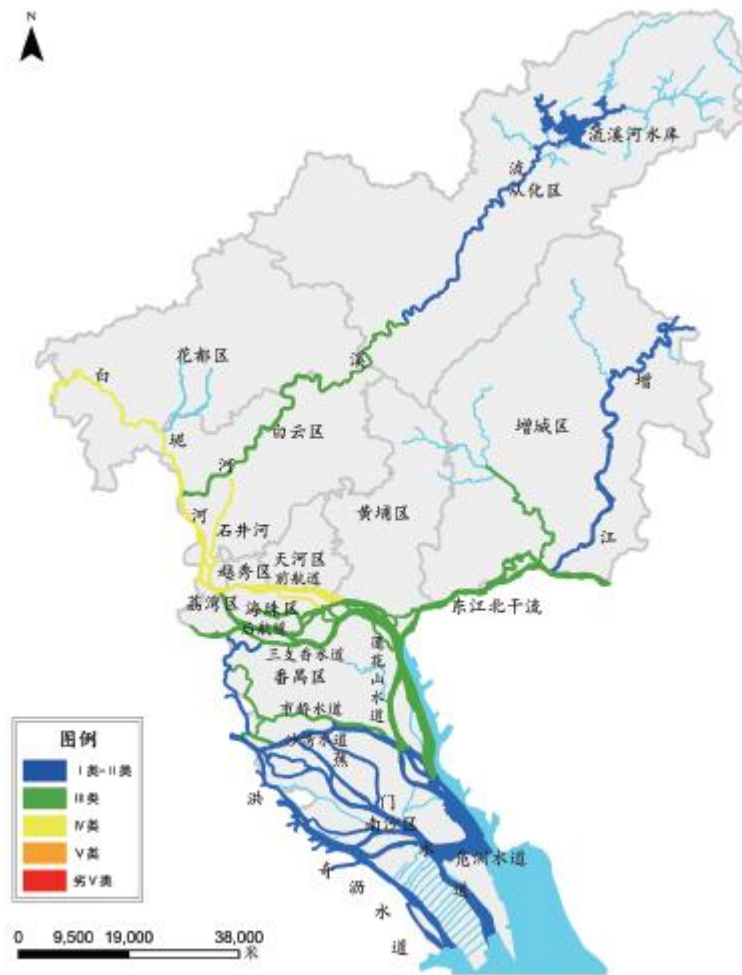 N
流溪河水库
流
从化区
花都区
溪
白
增
坭
白云区
增城区
河
河
石井河
黄埔区
江
天河区
越秀区
前航道
荔湾区
海珠区
后航道
东江北干流
三支香水道
莲花山水道
番禺区
市桥水道
沙湾水道
蕉
门
南沙区
水
道
洪
奇
沥
水
道
图例
I类-II类
III类
IV类
V类
劣V类
0 9,500 19,000 38,000
米